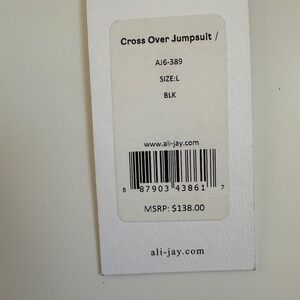 Cross Over Jumpsuit /
AJ6-389
SIZE:L
BLK
www.ali-jay.com
8 87903 43861 7
MSRP: $138.00
ali-jay.com